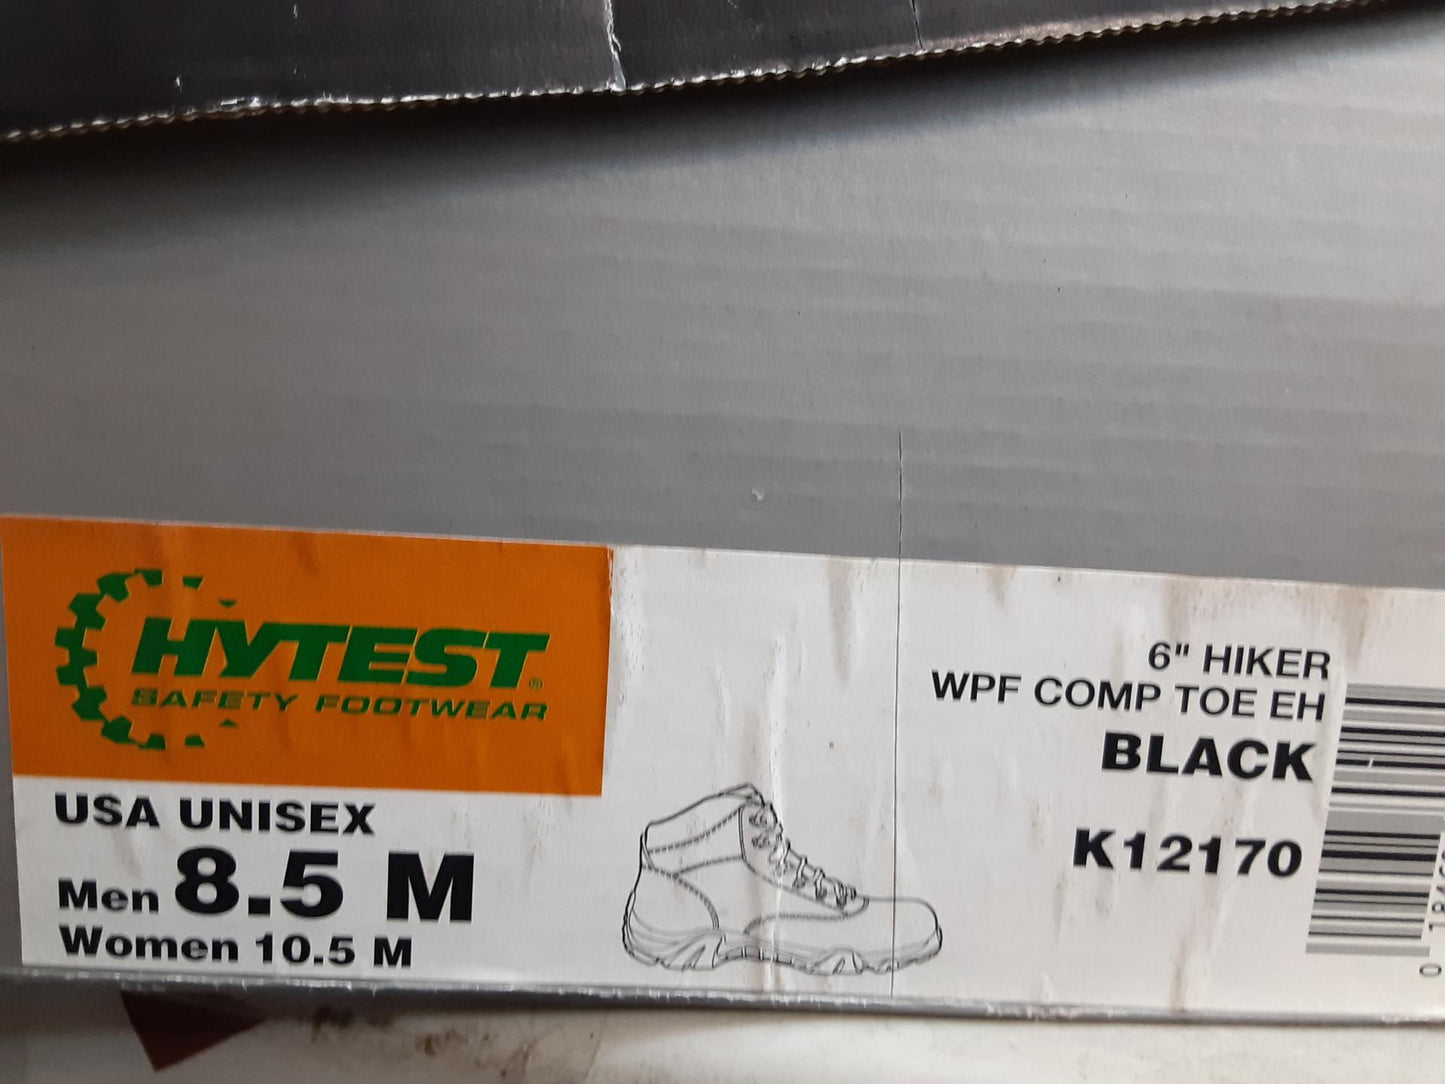 HYTEST®
SAFETY FOOTWEAR
USA UNISEX
Men 8.5 M
Women 10.5 M
6" HIKER
WPF COMP TOE EH
BLACK
K12170
0